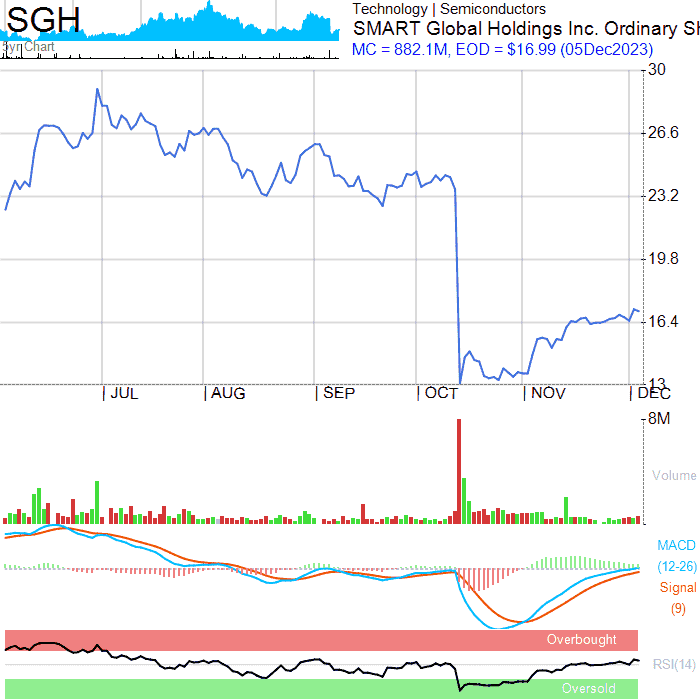 SGH
5yr Chart
Technology | Semiconductors
SMART Global Holdings Inc. Ordinary Sh
MC = 882.1M, EOD = $16.99 (05Dec2023)
30
26.6
23.2
19.8
16.4
13
| JUL | AUG | SEP | OCT | NOV | DEC
8M
Volume
MACD
(12-26)
Signal
(9)
Overbought
RSI(14)
Oversold